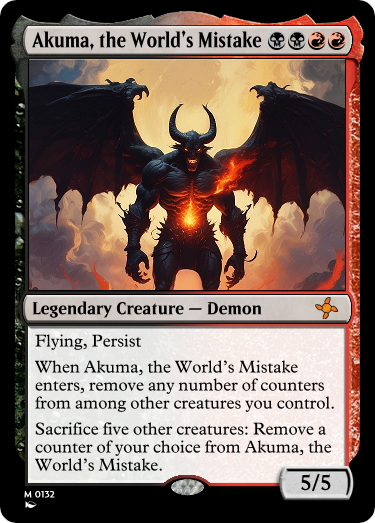 Akuma, the World's Mistake
Legendary Creature — Demon
Flying, Persist
When Akuma, the World's Mistake
enters, remove any number of counters
from among other creatures you control.
Sacrifice five other creatures: Remove a
counter of your choice from Akuma, the
World's Mistake.
5/5
M 0132